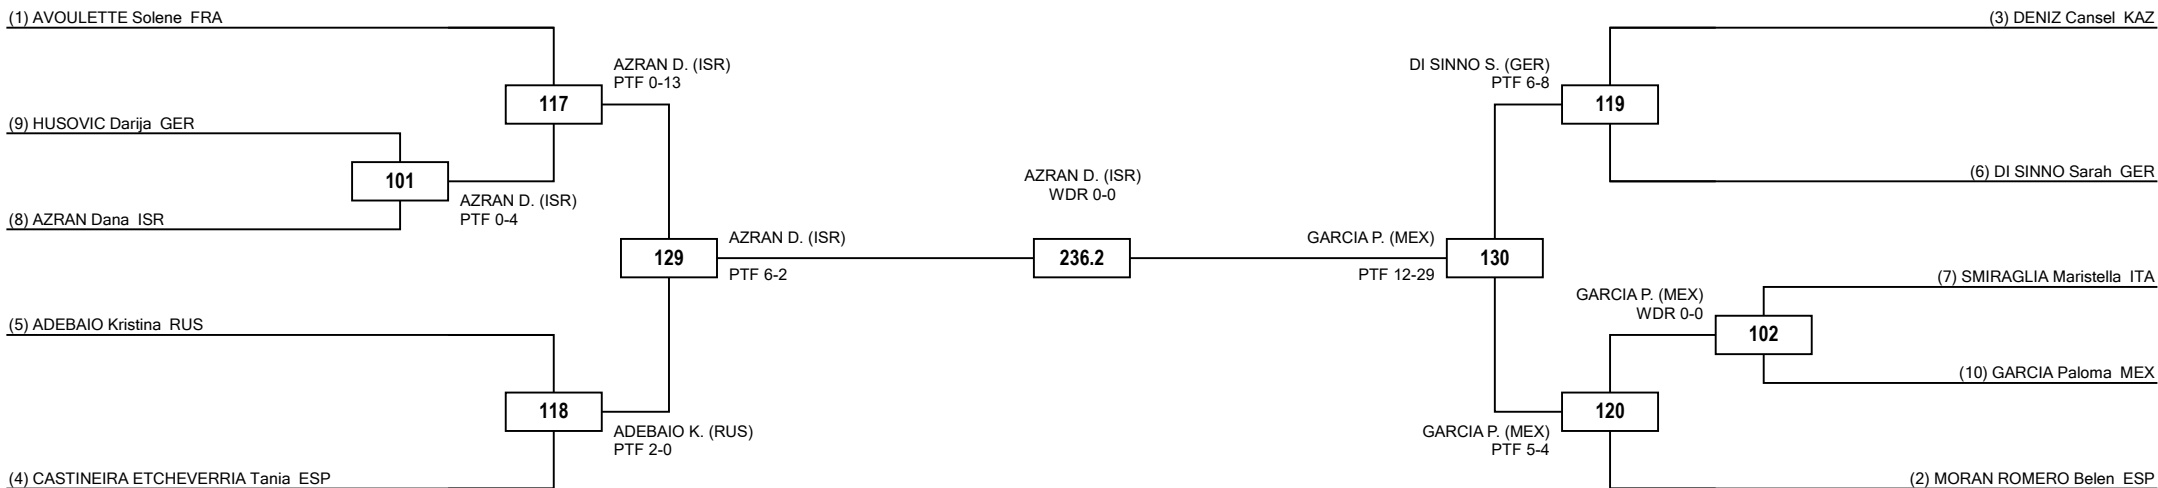 (1) AVOULETTE Solene FRA
(3) DENIZ Cansel KAZ
AZRAN D. (ISR)
PTF 0-13
DI SINNO S. (GER)
PTF 6-8
117
119
(9) HUSOVIC Darija GER
101
AZRAN D. (ISR)
PTF 0-4
AZRAN D. (ISR)
WDR 0-0
(6) DI SINNO Sarah GER
(8) AZRAN Dana ISR
129
AZRAN D. (ISR)
PTF 6-2
236.2
GARCIA P. (MEX)
PTF 12-29
130
(7) SMIRAGLIA Maristella ITA
GARCIA P. (MEX)
WDR 0-0
102
(5) ADEBAIO Kristina RUS
(10) GARCIA Paloma MEX
118
120
ADEBAIO K. (RUS)
PTF 2-0
GARCIA P. (MEX)
PTF 5-4
(4) CASTINEIRA ETCHEVERRIA Tania ESP
(2) MORAN ROMERO Belen ESP